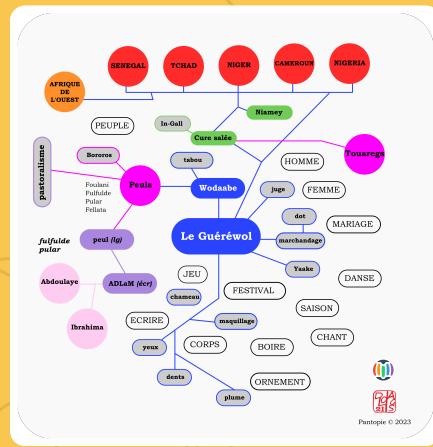 SENEGAL
TCHAD
NIGER
CAMEROUN
NIGERIA
AFRIQUE
DE
L'OUEST
Niamey
In-Gall
PEUPLE
Cure salée
pastoralisme
Bororos
tabou
HOMME
Touaregs
Peuls
Wodaabe
Foulani
Fulfulde
Pular
Fellata
juge
FEMME
dot
MARIAGE
Le Guéréwol
marchandage
fulfulde
pular
peul (lg)
Yaake
Abdoulaye
ADLaM (écr)
JEU
DANSE
chameau
FESTIVAL
SAISON
Ibrahima
ECRIRE
maquillage
CHANT
yeux
CORPS
BOIRE
dents
ORNEMENT
plume
Pantopie © 2023